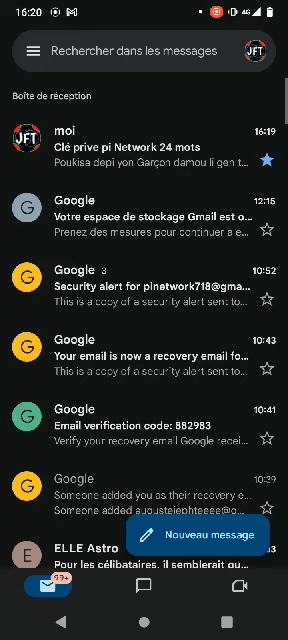 16:20
4G
Rechercher dans les messages
JFT
Boîte de réception
JFT
moi
16:19
Clé prive pi Network 24 mots
Poukisa depi yon Garçon damou li gen t...
G
Google
12:15
Votre espace de stockage Gmail est o...
Prenez des mesures pour continuer à e...
G
Google 3
10:52
Security alert for pinetwork718@gma...
This is a copy of a security alert sent to...
G
Google
10:43
Your email is now a recovery email fo...
This is a copy of a security alert sent to...
G
Google
10:41
Email verification code: 882983
Verify your recovery email Google recei...
G
Google
10:39
Someone added you as their recovery e...
Someone added augustejephteeee@g...
E
ELLE Astro
Pour les célibataires, il semblerait qu...
Nouveau message
99+